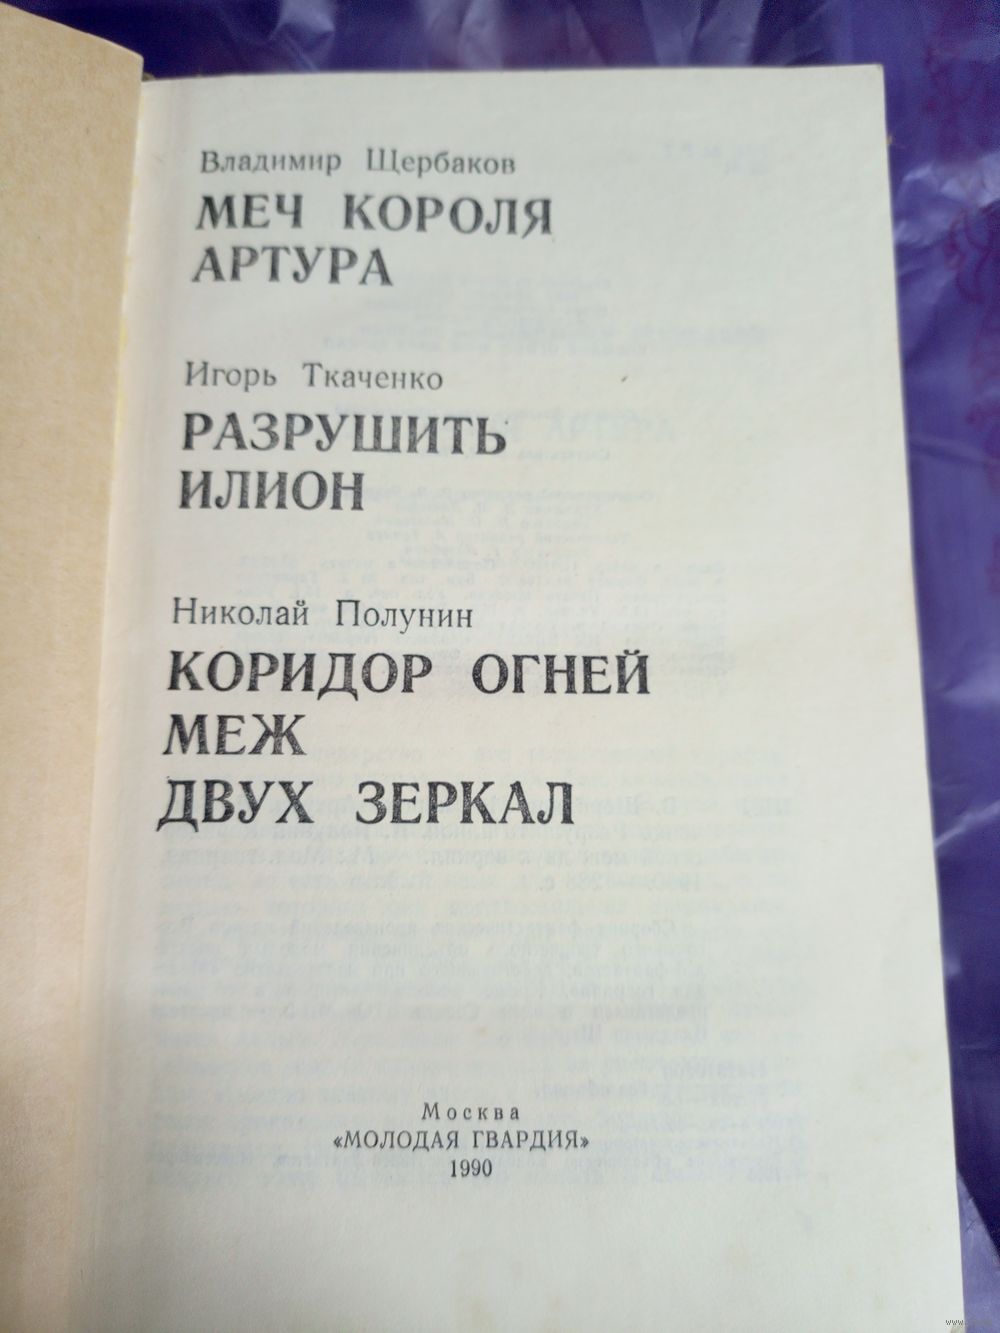 Владимир Щербаков
МЕЧ КОРОЛЯ
АРТУРА
Игорь Ткаченко
РАЗРУШИТЬ
ИЛИОН
Николай Полунин
КОРИДОР ОГНЕЙ
МЕЖ
ДВУХ ЗЕРКАЛ
Москва
«МОЛОДАЯ ГВАРДИЯ»
1990